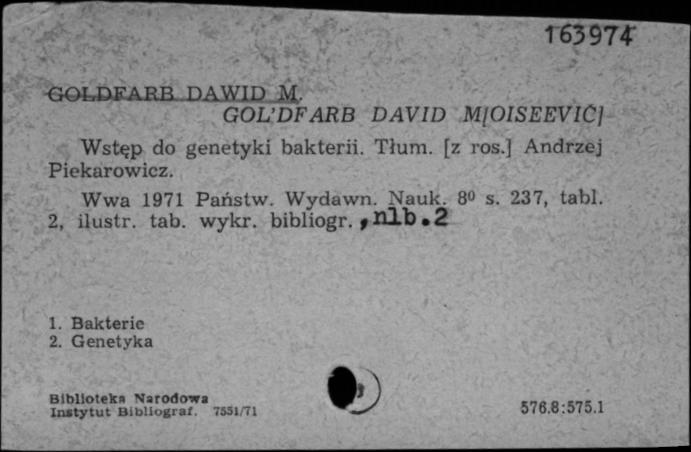 163974
GOLDFARB DAWID M.
GOL'DFARB DAVID M[OISEEVIČ]
Wstęp do genetyki bakterii. Tłum. [z ros.] Andrzej
Piekarowicz.
Wwa 1971 Państw. Wydawn. Nauk. 8⁰ s. 237, tabl.
2, ilustr. tab. wykr. bibliogr. , nlb.2
1. Bakterie
2. Genetyka
Biblioteka Narodowa
Instytut Bibliograf. 7551/71
576.8:575.1